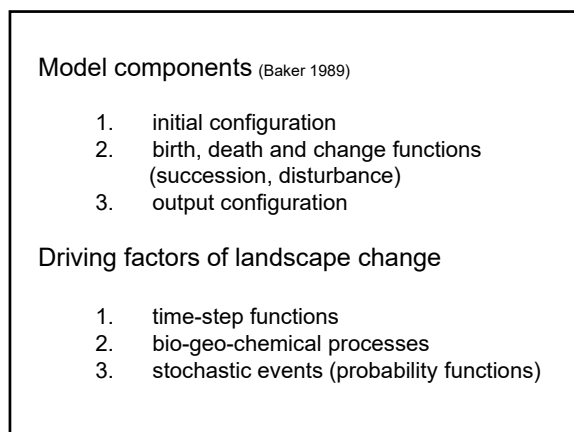 Model components (Baker 1989)
1. initial configuration
2. birth, death and change functions
(succession, disturbance)
3. output configuration
Driving factors of landscape change
1. time-step functions
2. bio-geo-chemical processes
3. stochastic events (probability functions)